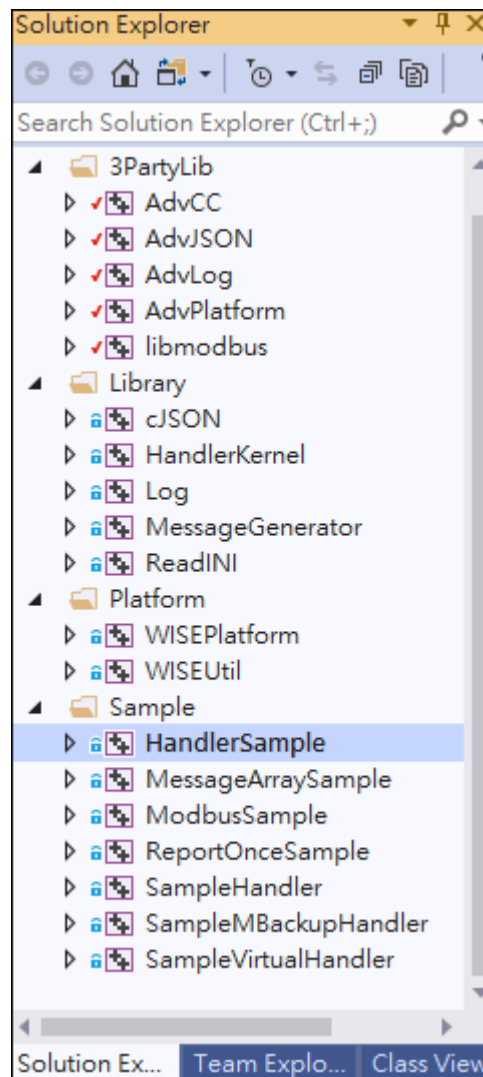 Solution Explorer
Search Solution Explorer (Ctrl+;)
3PartyLib
AdvCC
AdvJSON
AdvLog
AdvPlatform
libmodbus
Library
cJSON
HandlerKernel
Log
MessageGenerator
ReadINI
Platform
WISEPlatform
WISEUtil
Sample
HandlerSample
MessageArraySample
ModbusSample
ReportOnceSample
SampleHandler
SampleMBackupHandler
SampleVirtualHandler
Solution Ex... Team Explo... Class View